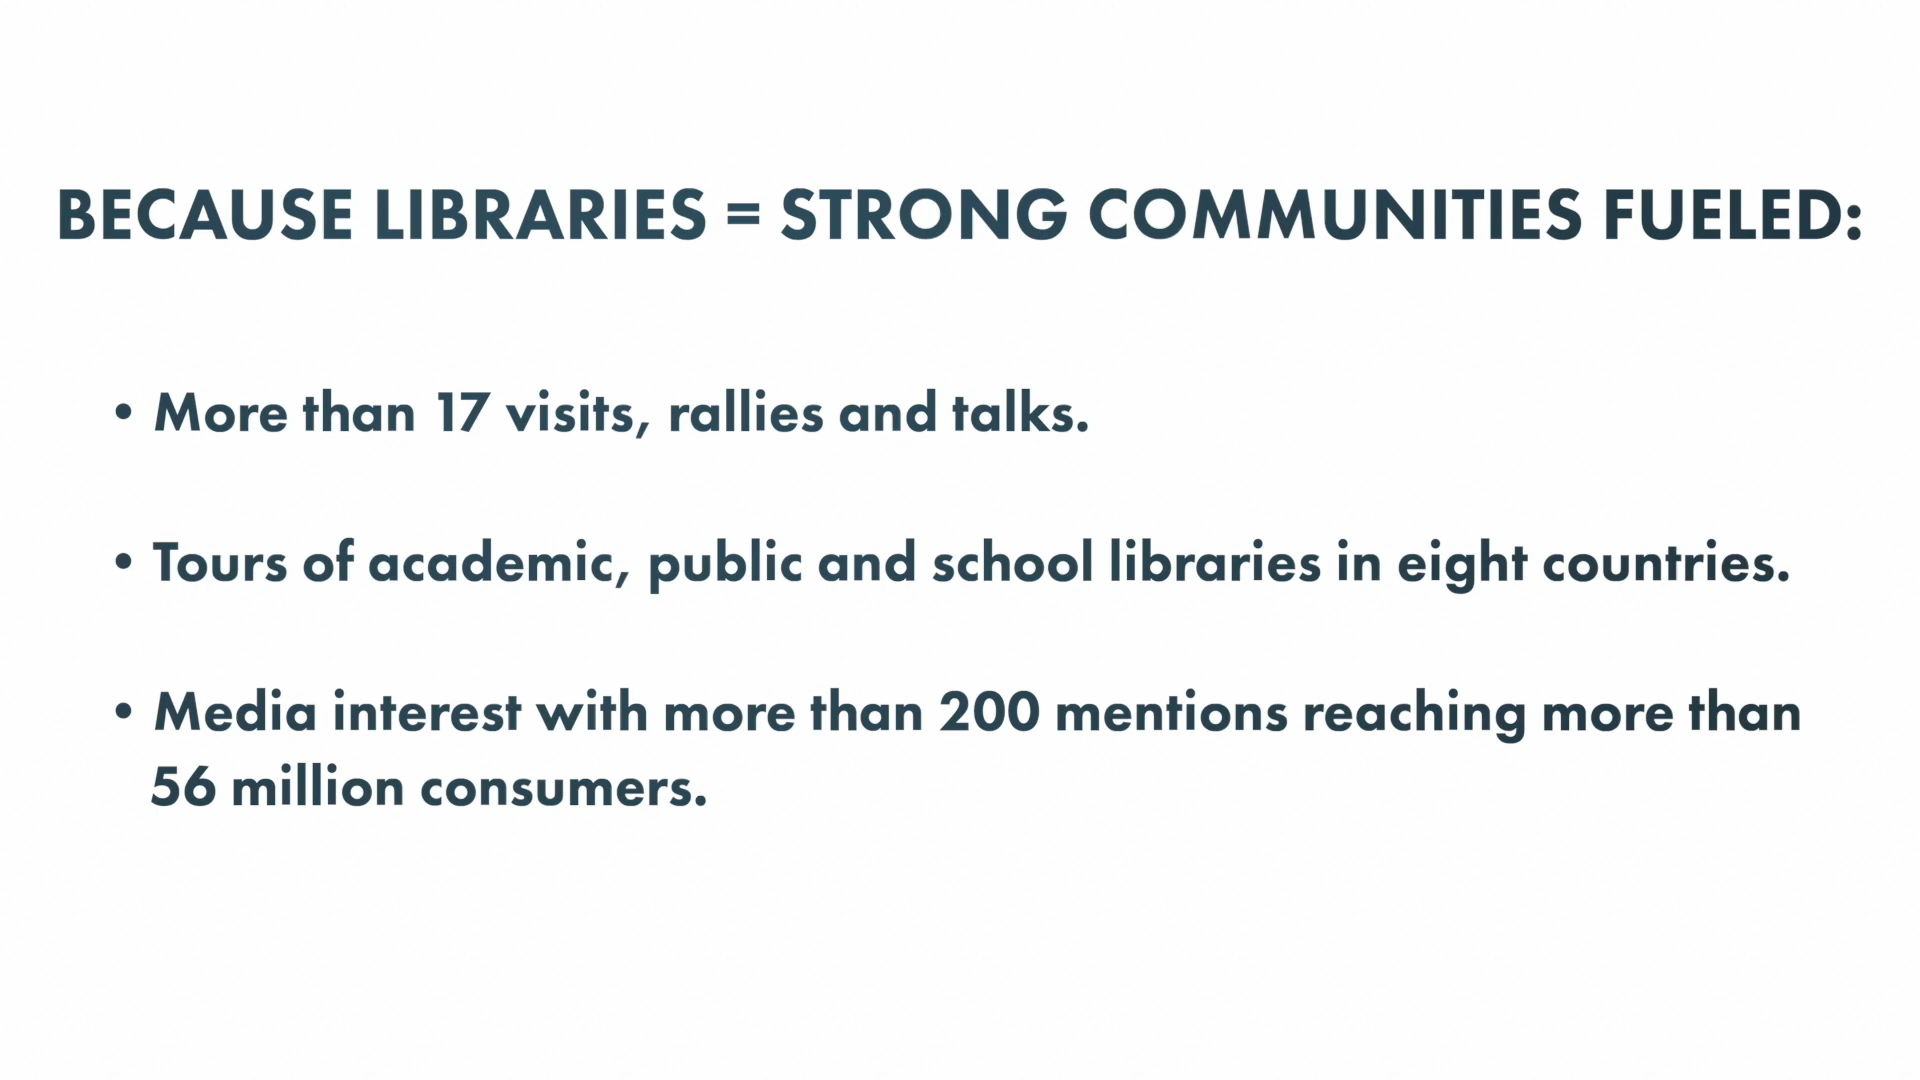 BECAUSE LIBRARIES = STRONG COMMUNITIES FUELED:
• More than 17 visits, rallies and talks.
• Tours of academic, public and school libraries in eight countries.
• Media interest with more than 200 mentions reaching more than
56 million consumers.